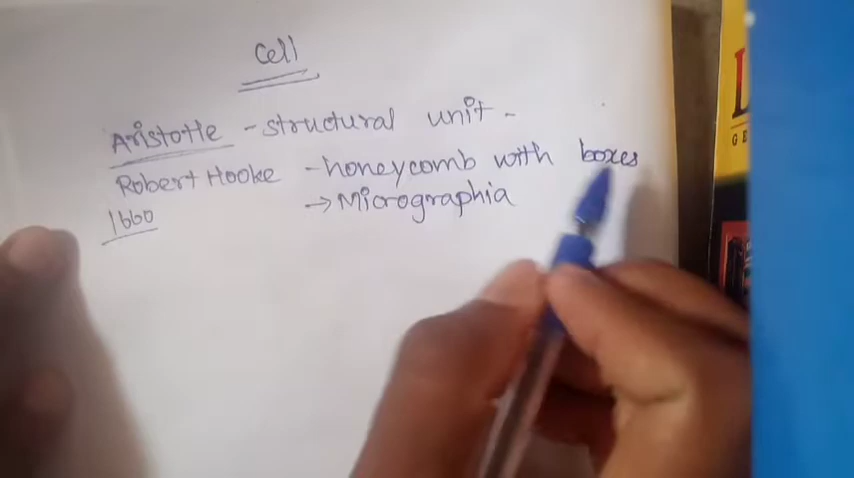 Cell
Aristotle - structural unit -
Robert Hooke - honeycomb with boxes
1660 → Micrographia